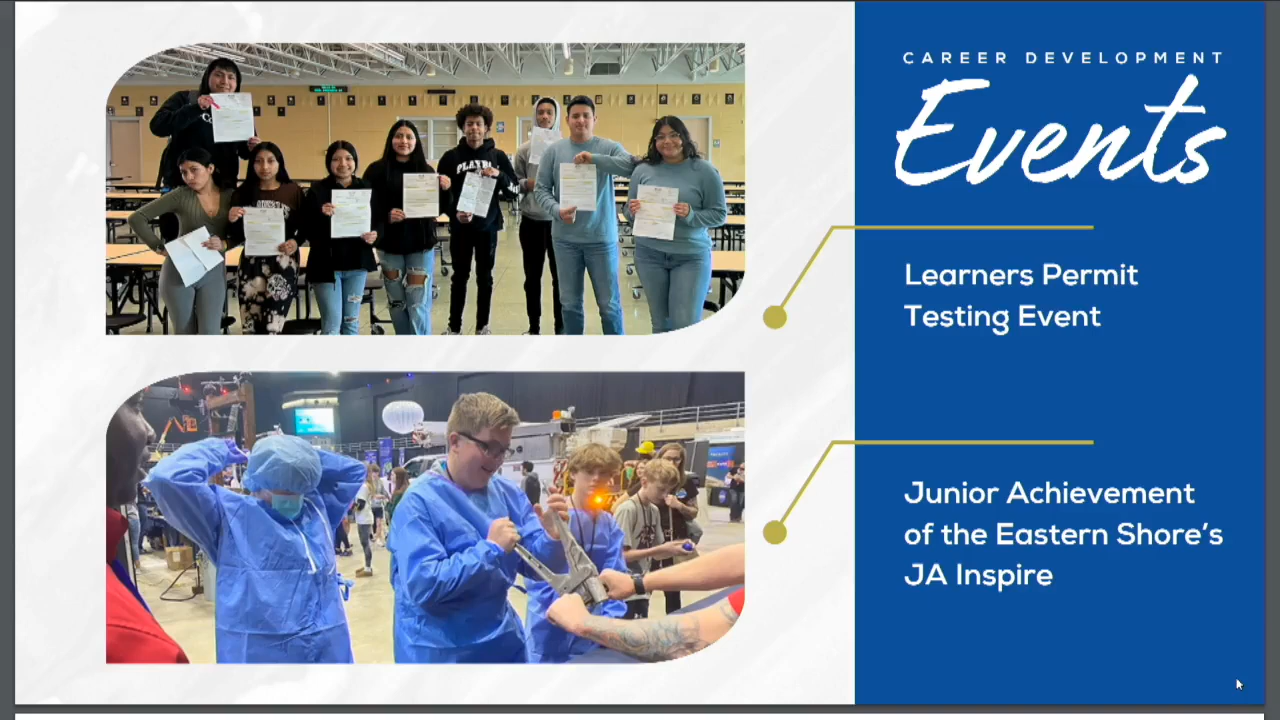 CAREER DEVELOPMENT
Events
Learners Permit
Testing Event
Junior Achievement
of the Eastern Shore’s
JA Inspire